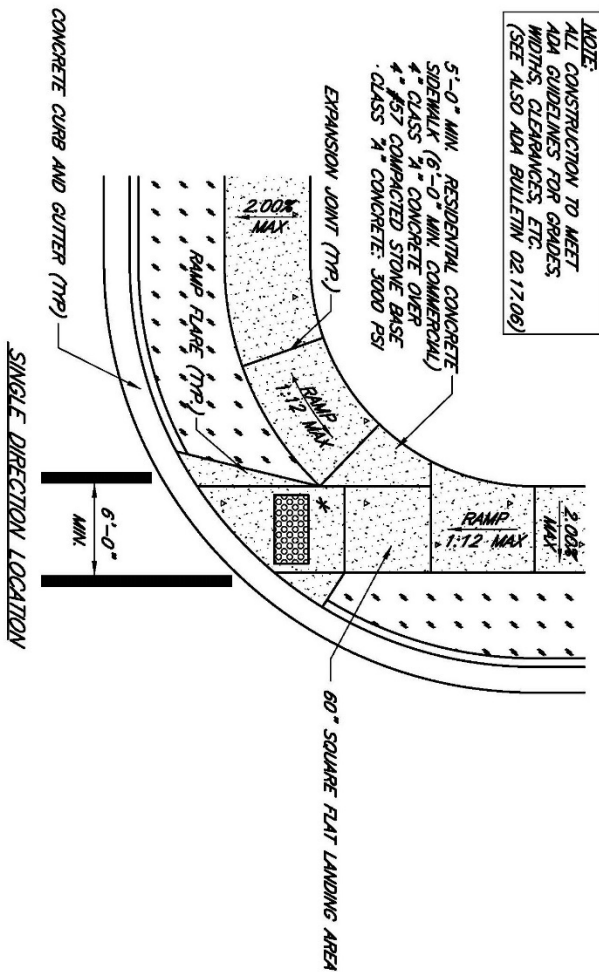 NOTE:
ALL CONSTRUCTION TO MEET
ADA GUIDELINES FOR GRADES,
WIDTHS, CLEARANCES, ETC.
(SEE ALSO ADA BULLETIN 02.17.06)
5'-0" MIN. RESIDENTIAL CONCRETE
SIDEWALK (6'-0" MIN. COMMERCIAL)
4" CLASS "A" CONCRETE OVER
4" #57 COMPACTED STONE BASE
· CLASS "A" CONCRETE: 3000 PSI
EXPANSION JOINT (TYP.)
2.00%
MAX
RAMP FLARE (TYP.)
RAMP
1:12 MAX
RAMP
1:12 MAX
2.00%
MAX
*
60" SQUARE FLAT LANDING AREA
CONCRETE CURB AND GUTTER (TYP)
6'-0"
MIN.
SINGLE DIRECTION LOCATION